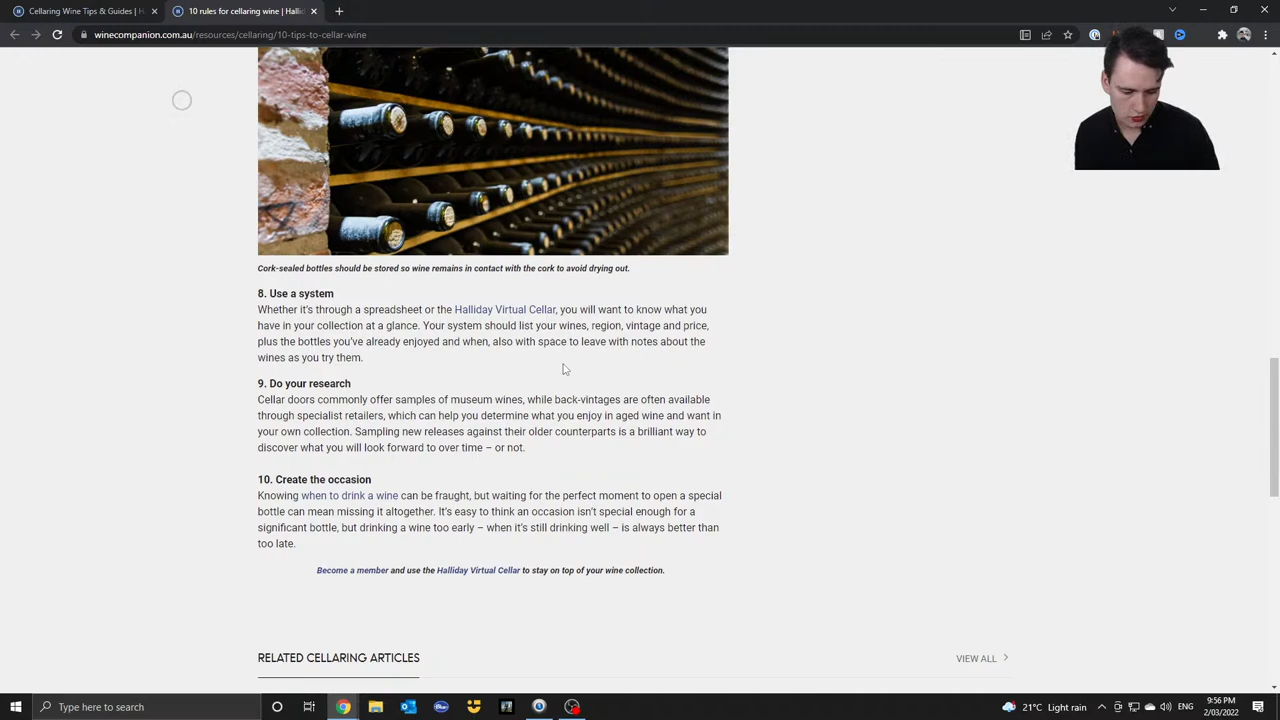 Cellaring Wine Tips & Guides | H
10 rules for cellaring wine | Halli
winecompany.com.au/resources/cellaring/10-tips-to-cellar-wine
Cork-sealed bottles should be stored so wine remains in contact with the cork to avoid drying out.
8. Use a system
Whether it's through a spreadsheet or the Halliday Virtual Cellar, you will want to know what you
have in your collection at a glance. Your system should list your wines, region, vintage and price,
plus the bottles you've already enjoyed and when, also with space to leave with notes about the
wines as you try them.
9. Do your research
Cellar doors commonly offer samples of museum wines, while back-vintages are often available
through specialist retailers, which can help you determine what you enjoy in aged wine and want in
your own collection. Sampling new releases against their older counterparts is a brilliant way to
discover what you will look forward to over time – or not.
10. Create the occasion
Knowing when to drink a wine can be fraught, but waiting for the perfect moment to open a special
bottle can mean missing it altogether. It's easy to think an occasion isn't special enough for a
significant bottle, but drinking a wine too early – when it's still drinking well – is always better than
too late.
Become a member and use the Halliday Virtual Cellar to stay on top of your wine collection.
RELATED CELLARING ARTICLES
VIEW ALL
Type here to search
21°C Light rain
ENG
9:56 PM
2/03/2022